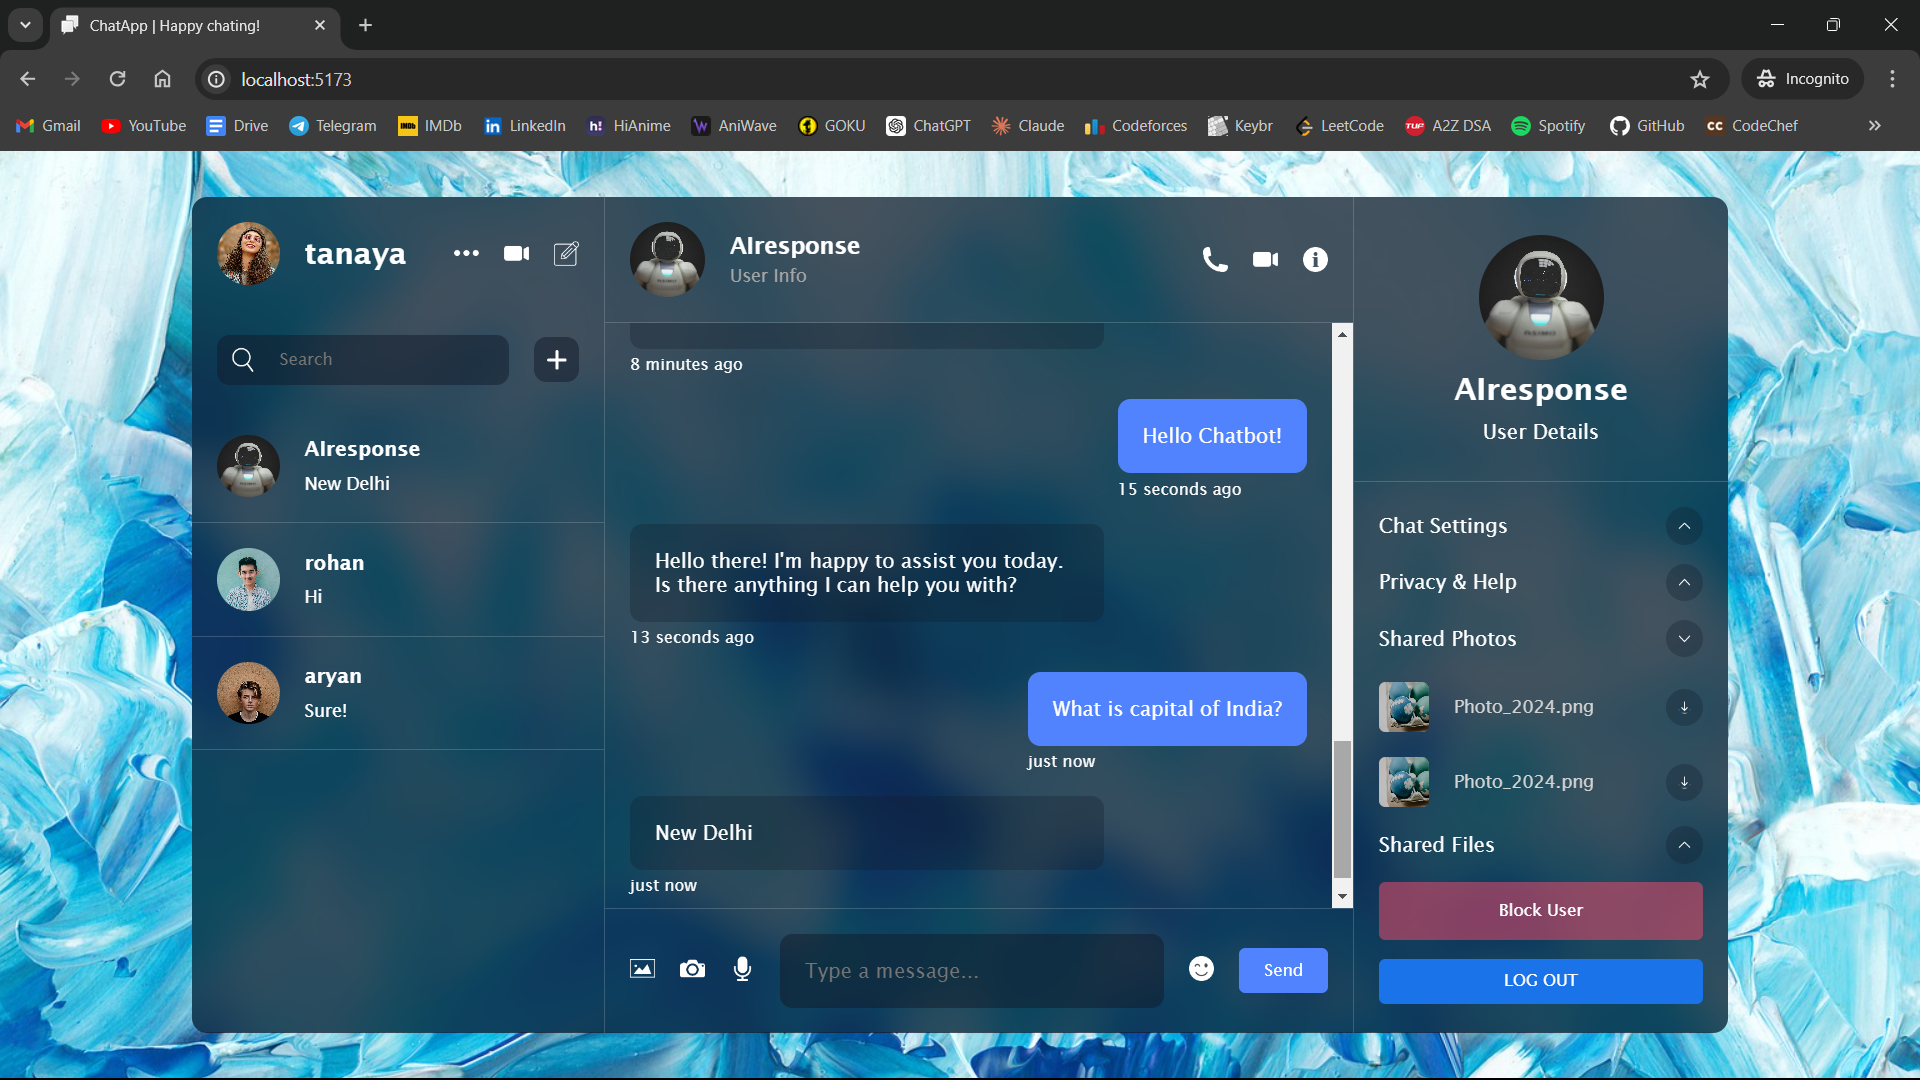 ChatApp | Happy chating!
localhost:5173
Incognito
Gmail
YouTube
Drive
Telegram
IMDb
LinkedIn
HiAnime
AniWave
GOKU
ChatGPT
Claude
Codeforces
Keybr
LeetCode
A2Z DSA
Spotify
GitHub
CodeChef
tanaya
Search
AIresponse
New Delhi
rohan
Hi
aryan
Sure!
AIresponse
User Info
8 minutes ago
Hello Chatbot!
15 seconds ago
Hello there! I'm happy to assist you today.
Is there anything I can help you with?
13 seconds ago
What is capital of India?
just now
New Delhi
just now
Type a message...
Send
AIresponse
User Details
Chat Settings
Privacy & Help
Shared Photos
Photo_2024.png
Photo_2024.png
Shared Files
Block User
LOG OUT